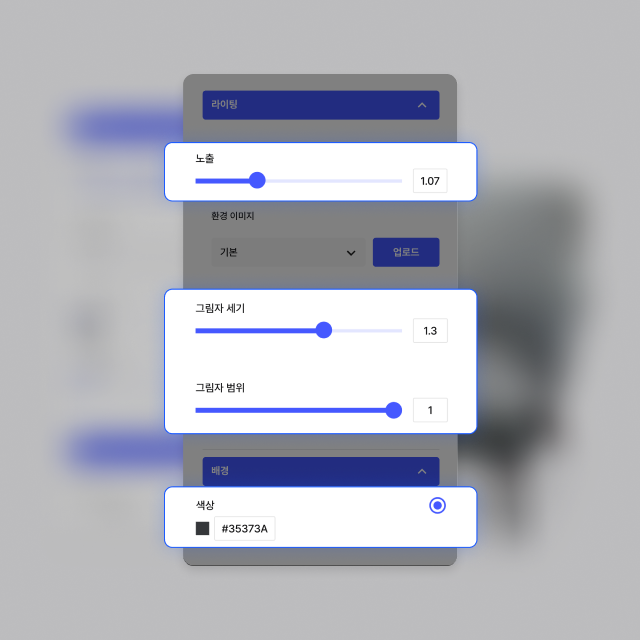 라이팅
노출
1.07
환경 이미지
기본
업로드
그림자 세기
1.3
그림자 범위
1
배경
색상
#35373A